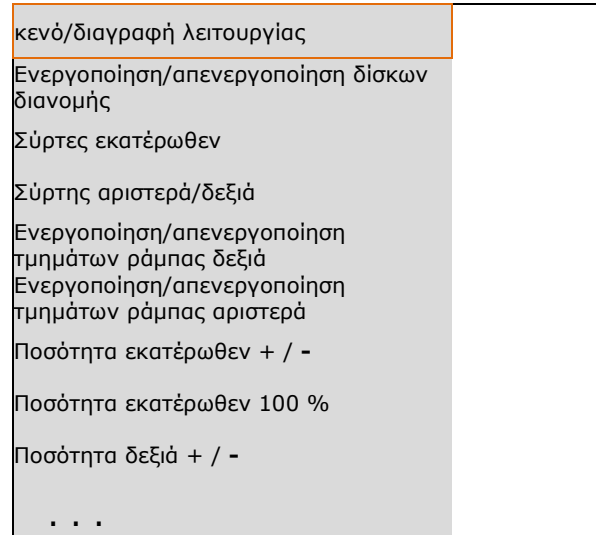 κενό/διαγραφή λειτουργίας
Ενεργοποίηση/απενεργοποίηση δίσκων
διανομής
Σύρτες εκατέρωθεν
Σύρτης αριστερά/δεξιά
Ενεργοποίηση/απενεργοποίηση
τμημάτων ράμπας δεξιά
Ενεργοποίηση/απενεργοποίηση
τμημάτων ράμπας αριστερά
Ποσότητα εκατέρωθεν + / -
Ποσότητα εκατέρωθεν 100 %
Ποσότητα δεξιά + / -
. . .